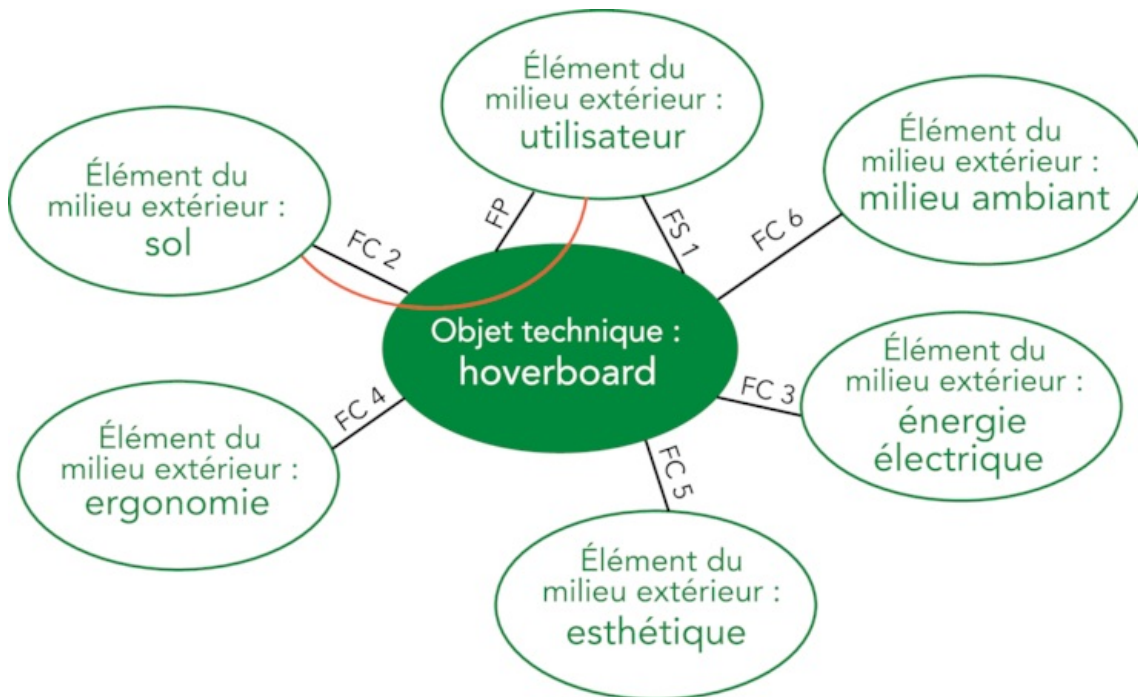 Élément du
milieu extérieur :
utilisateur
Élément du
milieu extérieur :
milieu ambiant
Élément du
milieu extérieur :
sol
FC 2
FP
FS 1
FC 6
Objet technique :
hoverboard
Élément du
milieu extérieur :
énergie
électrique
FC 3
FC 4
Élément du
milieu extérieur :
ergonomie
FC 5
Élément du
milieu extérieur :
esthétique